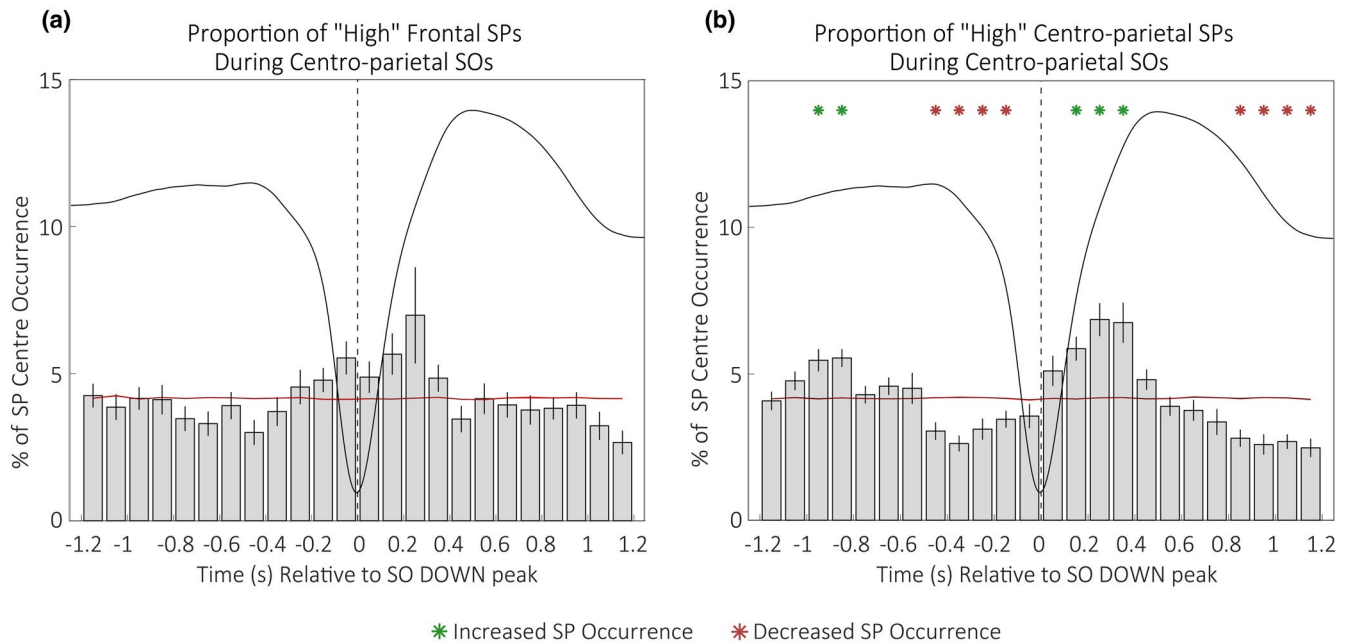 (a)
Proportion of "High" Frontal SPs
During Centro-parietal SOs
15
10
5
0
% of SP Centre Occurrence
-1.2 -1 -0.8 -0.6 -0.4 -0.2 0 0.2 0.4 0.6 0.8 1 1.2
Time (s) Relative to SO DOWN peak
(b)
Proportion of "High" Centro-parietal SPs
During Centro-parietal SOs
15
10
5
0
% of SP Centre Occurrence
-1.2 -1 -0.8 -0.6 -0.4 -0.2 0 0.2 0.4 0.6 0.8 1 1.2
Time (s) Relative to SO DOWN peak
Increased SP Occurrence
Decreased SP Occurrence